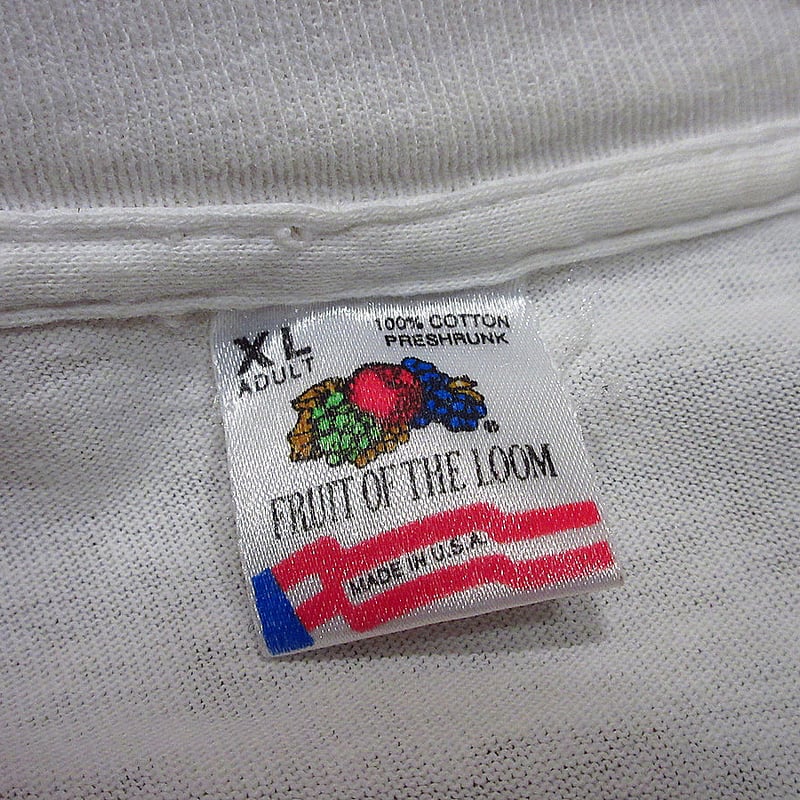 XL
ADULT
100% COTTON
PRESHRUNK
®
FRUIT OF THE LOOM
MADE IN U.S.A.